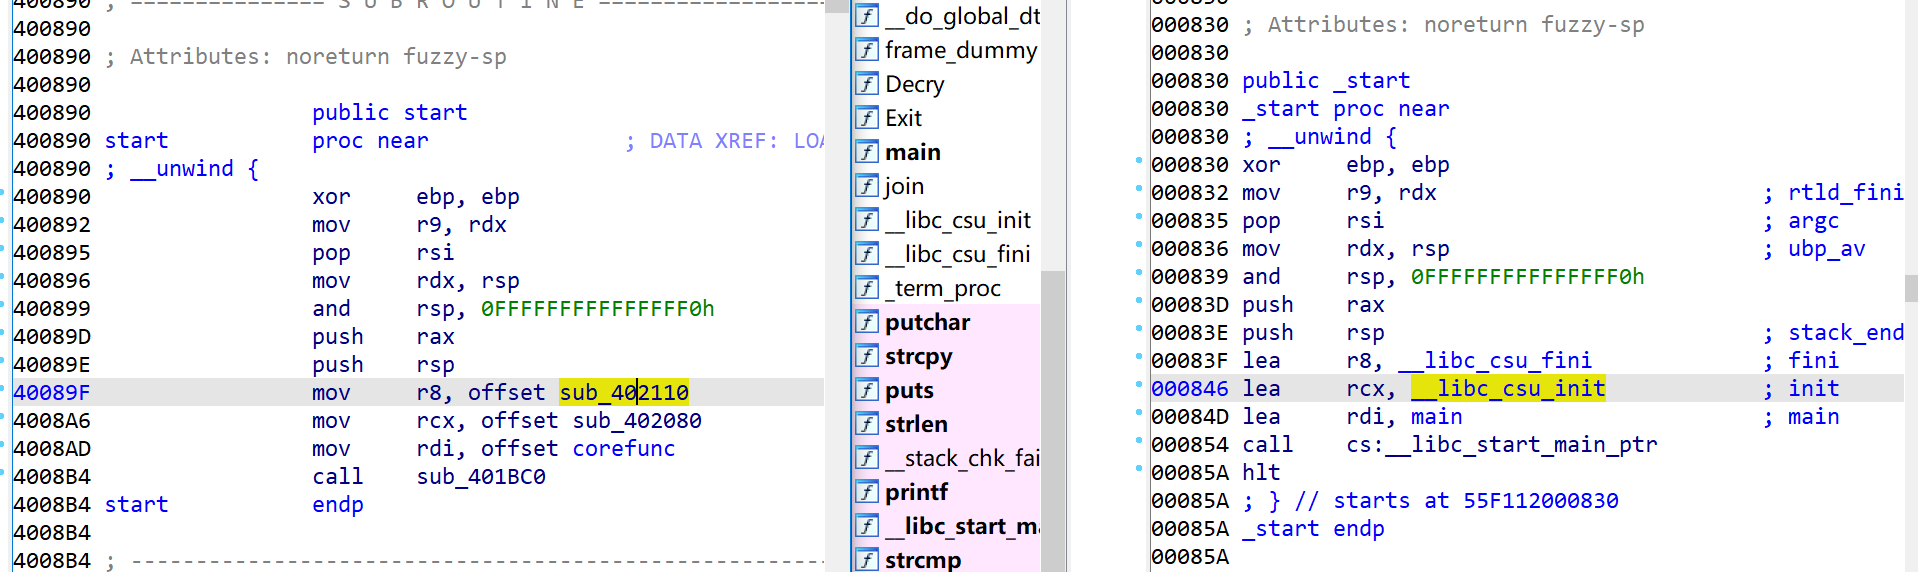 400890 ; =============== S U B R O U T I N E =================
400890
400890 ; Attributes: noreturn fuzzy-sp
400890
400890 public start
400890 start proc near ; DATA XREF: LOA
400890 ; __unwind {
400890 xor ebp, ebp
400892 mov r9, rdx
400895 pop rsi
400896 mov rdx, rsp
400899 and rsp, 0FFFFFFFFFFFFFFF0h
40089D push rax
40089E push rsp
40089F mov r8, offset sub_402110
4008A6 mov rcx, offset sub_402080
4008AD mov rdi, offset corefunc
4008B4 call sub_401BC0
4008B4 start endp
4008B4
4008B4 ; ------------------------------------------------------
__do_global_dt
frame_dummy
Decry
Exit
main
join
__libc_csu_init
__libc_csu_fini
_term_proc
putchar
strcpy
puts
strlen
__stack_chk_fai
printf
__libc_start_ma
strcmp
000830 ; Attributes: noreturn fuzzy-sp
000830
000830 public _start
000830 _start proc near
000830 ; __unwind {
000830 xor ebp, ebp
000832 mov r9, rdx ; rtld_fini
000835 pop rsi ; argc
000836 mov rdx, rsp ; ubp_av
000839 and rsp, 0FFFFFFFFFFFFFFF0h
00083D push rax
00083E push rsp ; stack_end
00083F lea r8, __libc_csu_fini ; fini
000846 lea rcx, __libc_csu_init ; init
00084D lea rdi, main ; main
000854 call cs:__libc_start_main_ptr
00085A hlt
00085A ; } // starts at 55F112000830
00085A _start endp
00085A